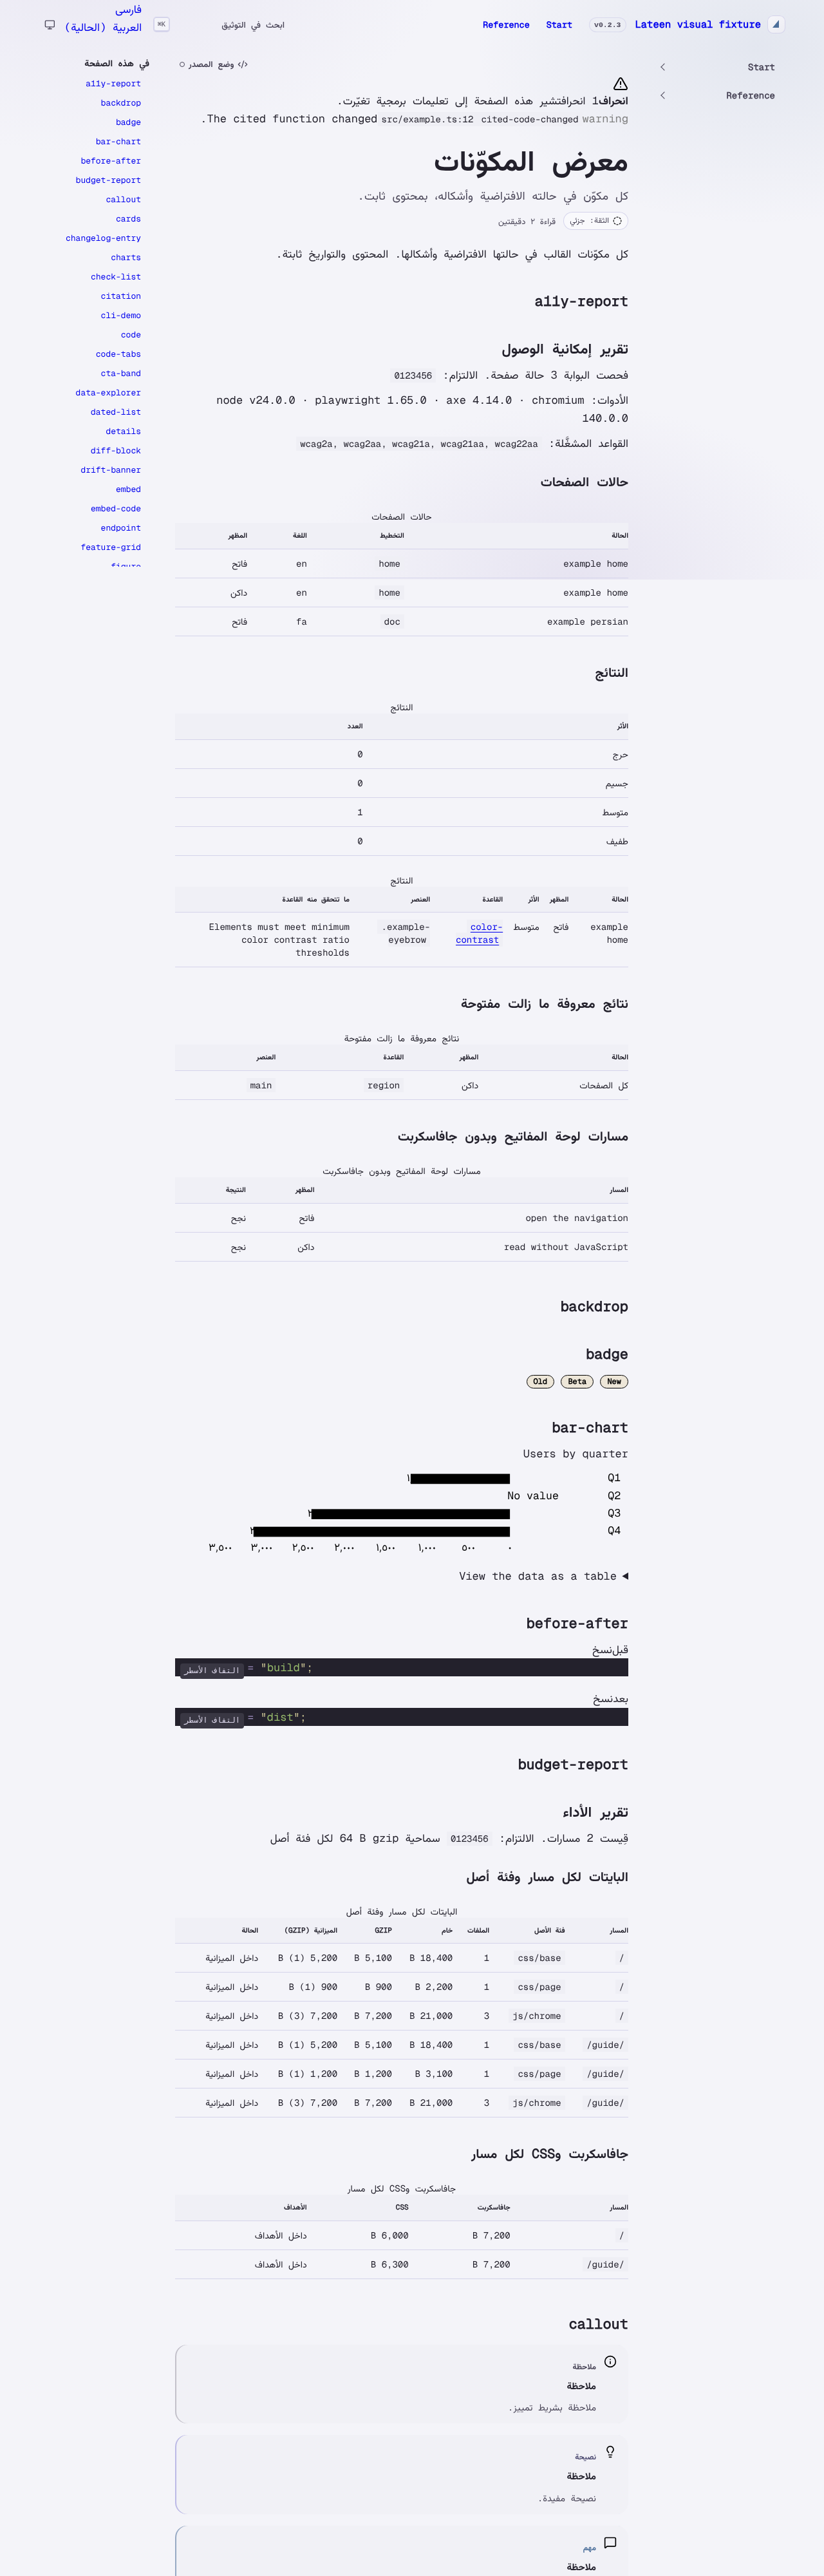 Lateen visual fixture v0.2.3 Start Reference
ابحث في التوثيق ⌘K
فارسی
العربية (الحالية)
Start
Reference
في هذه الصفحة
a11y-report
backdrop
badge
bar-chart
before-after
budget-report
callout
cards
changelog-entry
charts
check-list
citation
cli-demo
code
code-tabs
cta-band
data-explorer
dated-list
details
diff-block
drift-banner
embed
embed-code
endpoint
feature-grid
وضع المصدر
انحراف1 انحرافتشير هذه الصفحة إلى تعليمات برمجية تغيّرت.
warning cited-code-changed src/example.ts:12 The cited function changed.
معرض المكوّنات
كل مكوّن في حالته الافتراضية وأشكاله، بمحتوى ثابت.
الثقة: جزئي قراءة ٢ دقيقتين
كل مكوّنات القالب في حالتها الافتراضية وأشكالها. المحتوى والتواريخ ثابتة.
a11y-report
تقرير إمكانية الوصول
فحصت البوابة 3 حالة صفحة. الالتزام: 0123456
الأدوات: node v24.0.0 · playwright 1.65.0 · axe 4.14.0 · chromium
140.0.0
القواعد المشغَّلة: wcag2a, wcag2aa, wcag21a, wcag21aa, wcag22aa
حالات الصفحات
حالات الصفحات
الحالة التخطيط اللغة المظهر
example home home en فاتح
example home home en داكن
example persian doc fa فاتح
النتائج
النتائج
الأثر العدد
حرج 0
جسيم 0
متوسط 1
طفيف 0
النتائج
الحالة المظهر الأثر القاعدة العنصر ما تتحقق منه القاعدة
example home فاتح متوسط color-contrast .example-eyebrow Elements must meet minimum color contrast ratio thresholds
نتائج معروفة ما زالت مفتوحة
نتائج معروفة ما زالت مفتوحة
الحالة المظهر القاعدة العنصر
كل الصفحات داكن region main
مسارات لوحة المفاتيح وبدون جافاسكربت
مسارات لوحة المفاتيح وبدون جافاسكربت
المسار المظهر النتيجة
open the navigation فاتح نجح
read without JavaScript داكن نجح
backdrop
badge
New Beta Old
bar-chart
Users by quarter
Q1
Q2 No value
Q3
Q4
٠ ٥٠٠ ١,٠٠٠ ١,٥٠٠ ٢,٠٠٠ ٢,٥٠٠ ٣,٠٠٠ ٣,٥٠٠
View the data as a table
before-after
قبلنسخ
= "build";
التفاف الأسطر
بعدنسخ
= "dist";
التفاف الأسطر
budget-report
تقرير الأداء
قِيست 2 مسارات. الالتزام: 0123456 سماحية 64 B gzip لكل فئة أصل
البايتات لكل مسار وفئة أصل
البايتات لكل مسار وفئة أصل
المسار فئة الأصل الملفات خام GZIP الميزانية (GZIP) الحالة
/ css/base 1 18,400 B 5,100 B 5,200 B (1) داخل الميزانية
/ css/page 1 2,200 B 900 B 900 B (1) داخل الميزانية
/ js/chrome 3 21,000 B 7,200 B 7,200 B (3) داخل الميزانية
/guide/ css/base 1 18,400 B 5,100 B 5,200 B (1) داخل الميزانية
/guide/ css/page 1 3,100 B 1,200 B 1,200 B (1) داخل الميزانية
/guide/ js/chrome 3 21,000 B 7,200 B 7,200 B (3) داخل الميزانية
جافاسكربت وCSS لكل مسار
جافاسكربت وCSS لكل مسار
المسار جافاسكربت CSS الأهداف
/ 7,200 B 6,000 B داخل الأهداف
/guide/ 7,200 B 6,300 B داخل الأهداف
callout
ملاحظة
ملاحظة
ملاحظة بشريط تمييز.
نصيحة
ملاحظة
نصيحة مفيدة.
مهم
ملاحظة